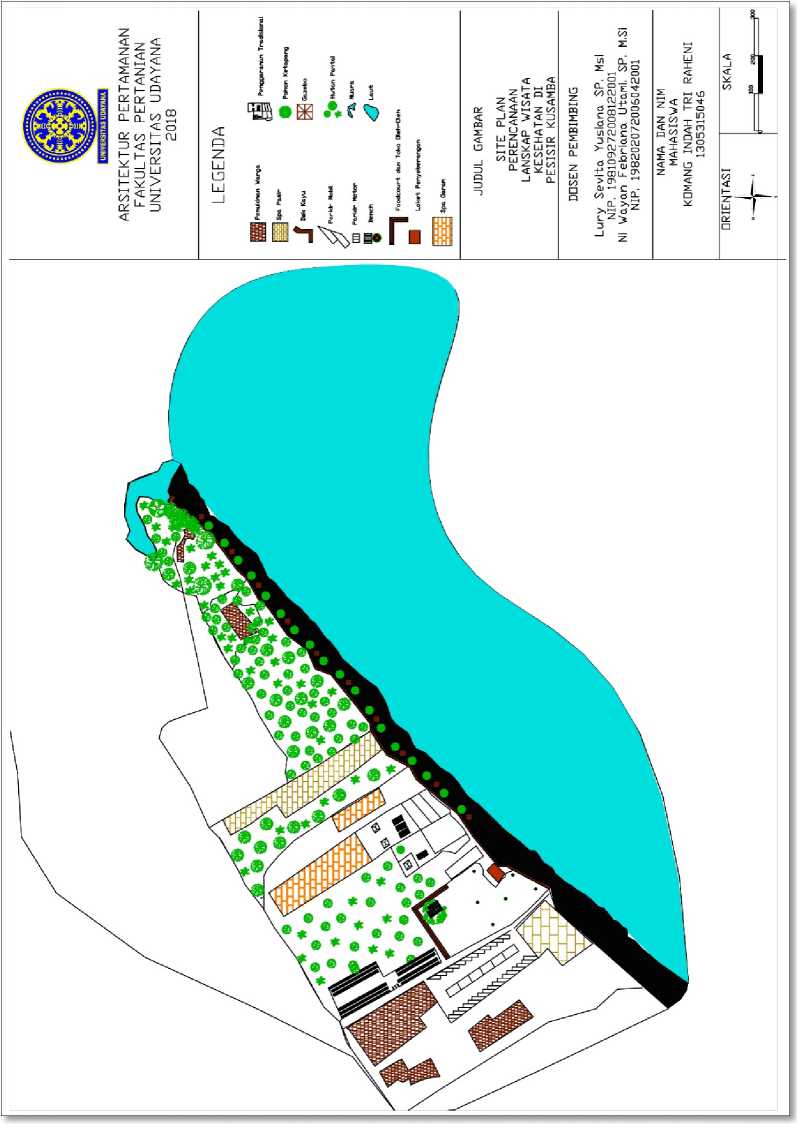 UNIVERSITAS UDAYANA
ARSITEKTUR PERTAMANAN
FAKULTAS PERTANIAN
UNIVERSITAS UDAYANA
2018
LEGENDA
Pemukiman Warga
Spa Pasir
Dek Kayu
Parkir Mobil
Parkir Motor
Bench
Foodcourt dan Toko Oleh-Oleh
Loket Penyeberangan
Spa Garam
Penggaraman Tradisional
Pohon Ketapang
Gazebo
Hutan Pantai
Muara
Laut
JUDUL GAMBAR
SITE PLAN
PERENCANAAN
LANSKAP WISATA
KESEHATAN DI
PESISIR KUSAMBA
DOSEN PEMBIMBING
Lury Sevita Yusiana SP. MsI
NIP. 198109272008122001
Ni Wayan Febriana Utami. SP. M.Si
NIP. 198202072006042001
NAMA DAN NIM
MAHASISWA
KOMANG INDAH TRI RAHENI
1305315046
ORIENTASI
SKALA
100
200
300